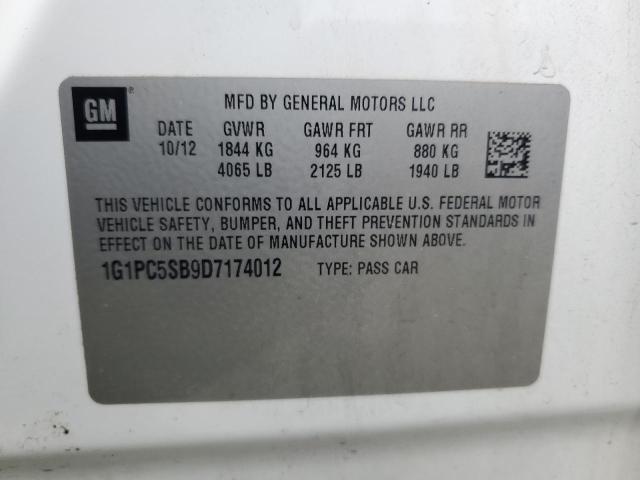 GM ®
MFD BY GENERAL MOTORS LLC
DATE GVWR GAWR FRT GAWR RR
10/12 1844 KG 964 KG 880 KG
4065 LB 2125 LB 1940 LB
THIS VEHICLE CONFORMS TO ALL APPLICABLE U.S. FEDERAL MOTOR
VEHICLE SAFETY, BUMPER, AND THEFT PREVENTION STANDARDS IN
EFFECT ON THE DATE OF MANUFACTURE SHOWN ABOVE.
1G1PC5SB9D7174012 TYPE: PASS CAR